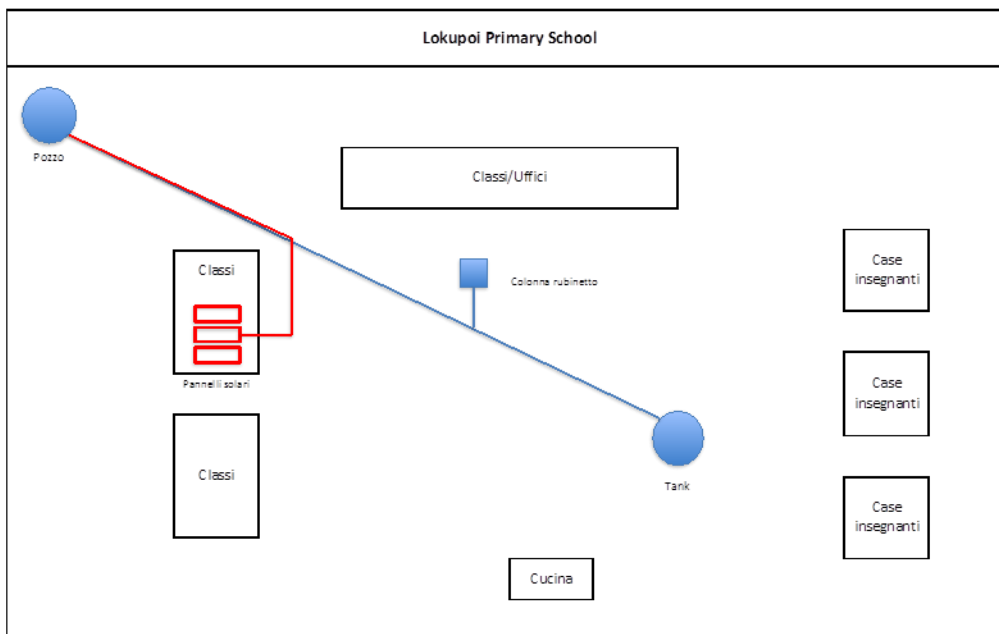 Lokupoi Primary School
Pozzo
Classi/Uffici
Classi
Colonna rubinetto
Case
insegnanti
Pannelli solari
Case
insegnanti
Classi
Tank
Case
insegnanti
Cucina